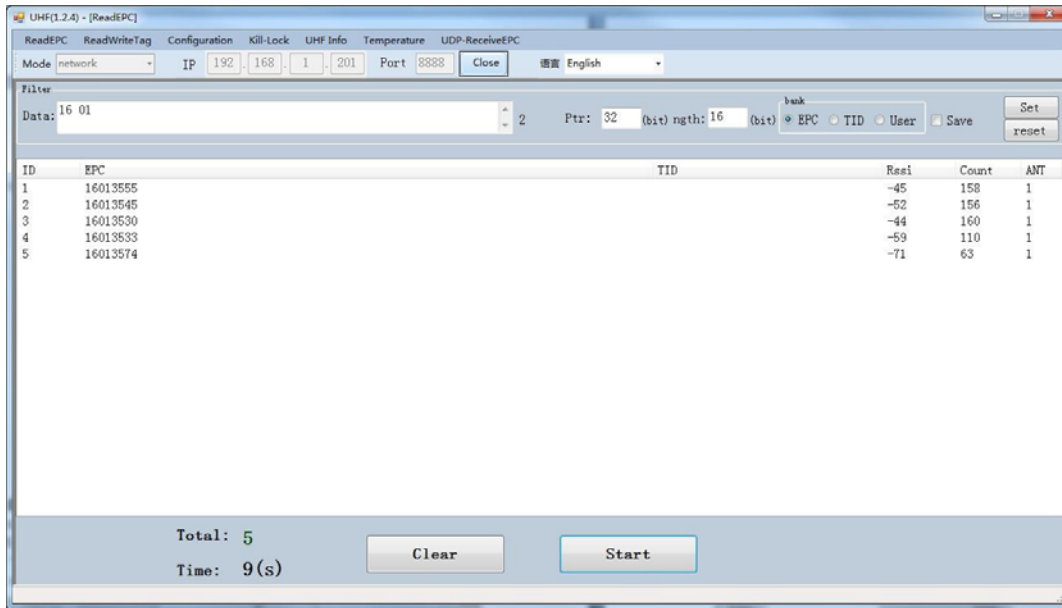 UHF(1.2.4) - [ReadEPC]
ReadEPC ReadWriteTag Configuration Kill-Lock UHF Info Temperature UDP-ReceiveEPC
Mode network IP 192 . 168 . 1 . 201 Port 8888 Close 语言 English
Filter
Data: 16 01 2 Ptr: 32 (bit) ngth: 16 (bit) bank EPC TID User Save Set
reset
ID EPC TID Rssi Count ANT
1 16013555 -45 158 1
2 16013545 -52 156 1
3 16013530 -44 160 1
4 16013533 -59 110 1
5 16013574 -71 63 1
Total: 5
Time: 9(s)
Clear Start